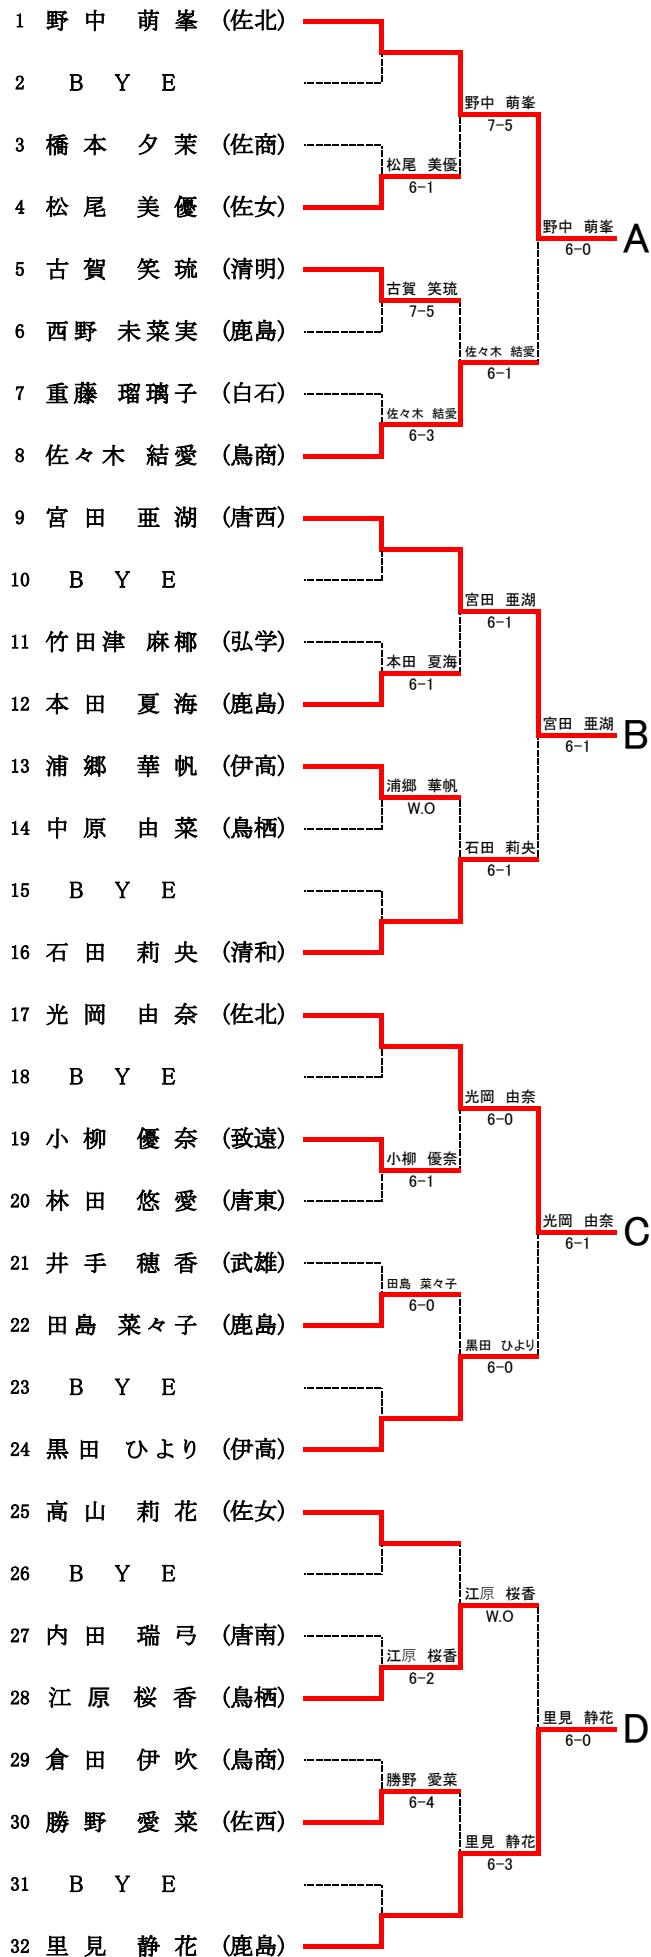 1 野中 萌峯 (佐北)
2 BYE
野中 萌峯
7-5
3 橋本 夕茉 (佐商)
松尾 美優
6-1
4 松尾 美優 (佐女)
野中 萌峯 A
6-0
5 古賀 笑琉 (清明)
古賀 笑琉
7-5
6 西野 未菜実 (鹿島)
佐々木 結愛
6-1
7 重藤 瑠璃子 (白石)
佐々木 結愛
6-3
8 佐々木 結愛 (鳥商)
9 宮田 亜湖 (唐西)
10 BYE
宮田 亜湖
6-1
11 竹田津 麻椰 (弘学)
本田 夏海
6-1
12 本田 夏海 (鹿島)
宮田 亜湖 B
6-1
13 浦郷 華帆 (伊高)
浦郷 華帆
W.O
14 中原 由菜 (鳥栖)
石田 莉央
6-1
15 BYE
16 石田 莉央 (清和)
17 光岡 由奈 (佐北)
18 BYE
光岡 由奈
6-0
19 小柳 優奈 (致遠)
小柳 優奈
6-1
20 林田 悠愛 (唐東)
光岡 由奈 C
6-1
21 井手 穂香 (武雄)
田島 菜々子
6-0
22 田島 菜々子 (鹿島)
黒田 ひより
6-0
23 BYE
24 黒田 ひより (伊高)
25 高山 莉花 (佐女)
26 BYE
江原 桜香
W.O
27 内田 瑞弓 (唐南)
江原 桜香
6-2
28 江原 桜香 (鳥栖)
里見 静花 D
6-0
29 倉田 伊吹 (鳥商)
勝野 愛菜
6-4
30 勝野 愛菜 (佐西)
里見 静花
6-3
31 BYE
32 里見 静花 (鹿島)